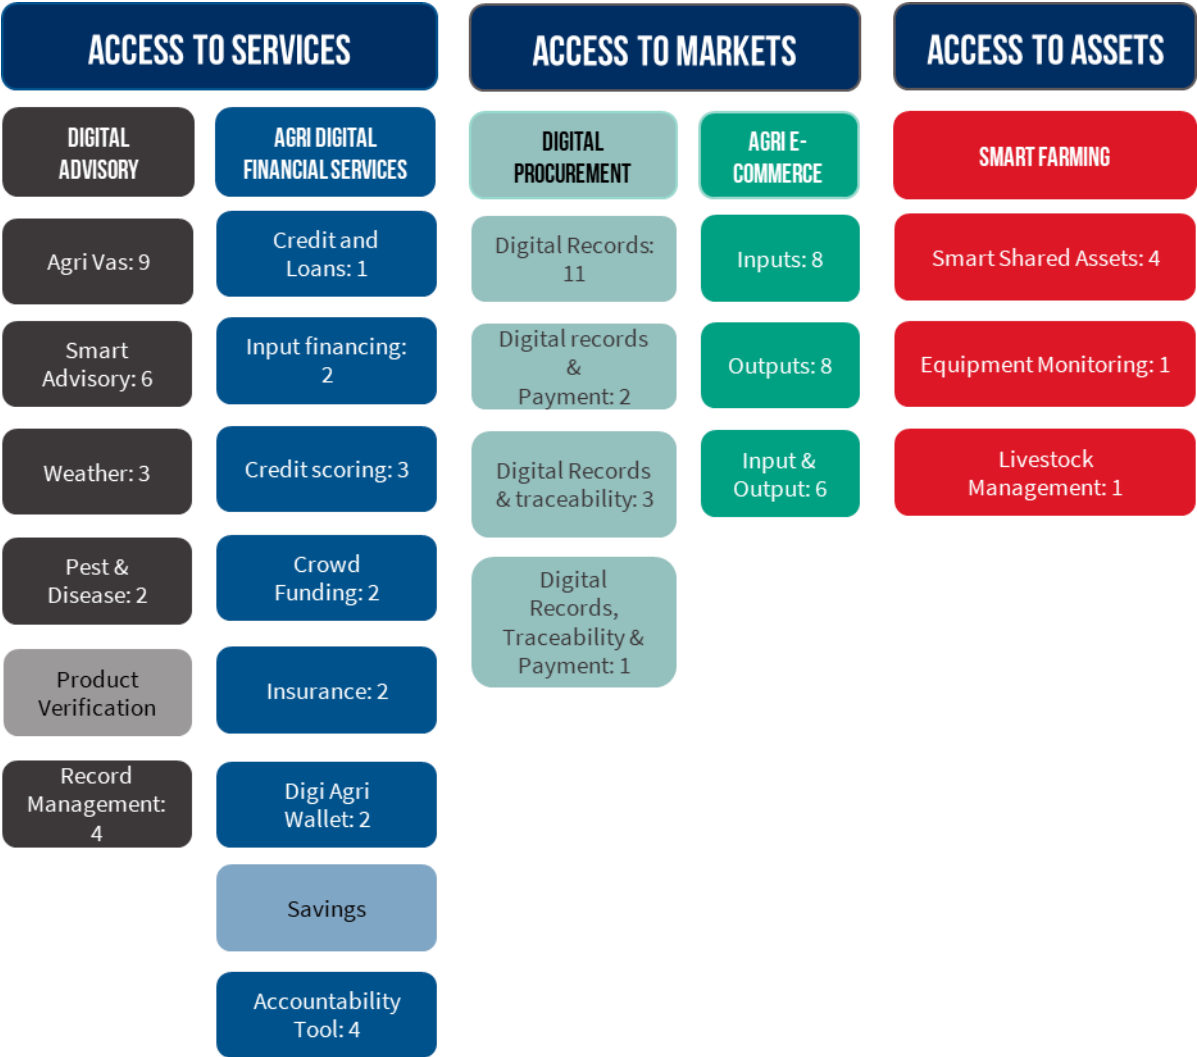 ACCESS TO SERVICES
ACCESS TO MARKETS
ACCESS TO ASSETS
DIGITAL
ADVISORY
AGRI DIGITAL
FINANCIAL SERVICES
DIGITAL
PROCUREMENT
AGRI E-
COMMERCE
SMART FARMING
Agri Vas: 9
Smart
Advisory: 6
Weather: 3
Pest &
Disease: 2
Product
Verification
Record
Management:
4
Credit and
Loans: 1
Input financing:
2
Credit scoring: 3
Crowd
Funding: 2
Insurance: 2
Digi Agri
Wallet: 2
Savings
Accountability
Tool: 4
Digital Records:
11
Digital records
&
Payment: 2
Digital Records
& traceability: 3
Digital
Records,
Traceability &
Payment: 1
Inputs: 8
Outputs: 8
Input &
Output: 6
Smart Shared Assets: 4
Equipment Monitoring: 1
Livestock
Management: 1